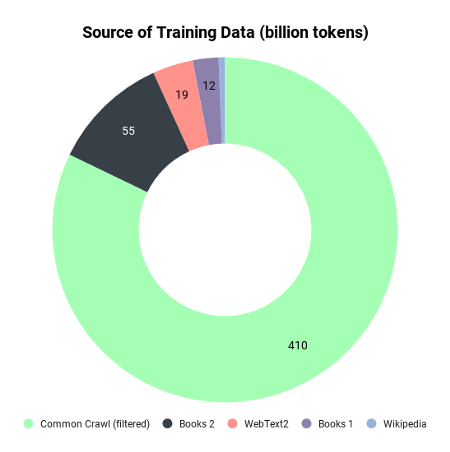 Source of Training Data (billion tokens)
12
19
55
410
Common Crawl (filtered) Books 2 WebText2 Books 1 Wikipedia